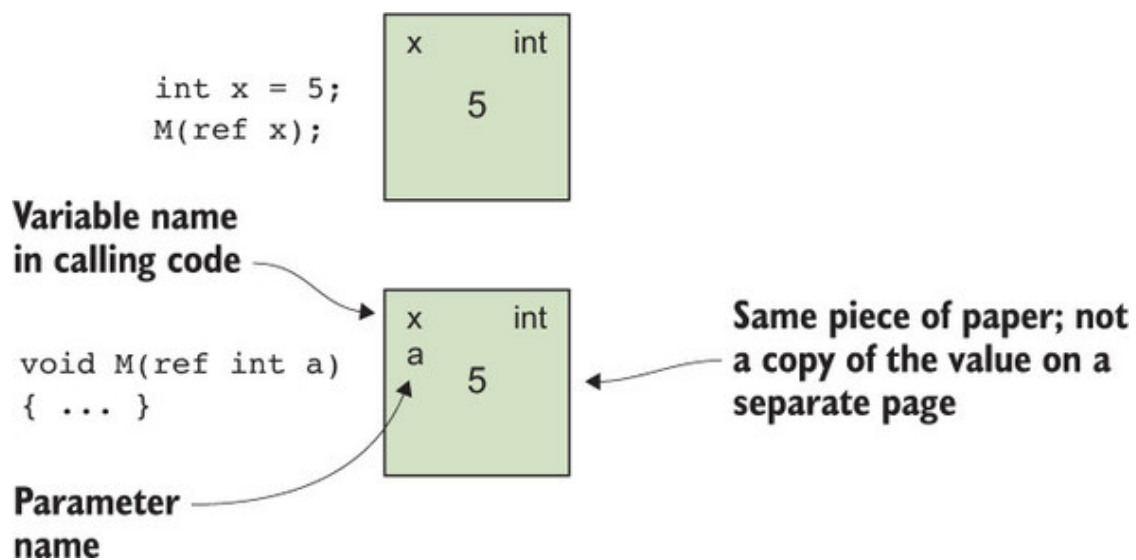 x int
int x = 5;
5
M(ref x);
Variable name
in calling code
x int
a
5
void M(ref int a)
{ ... }
Same piece of paper; not
a copy of the value on a
separate page
Parameter
name